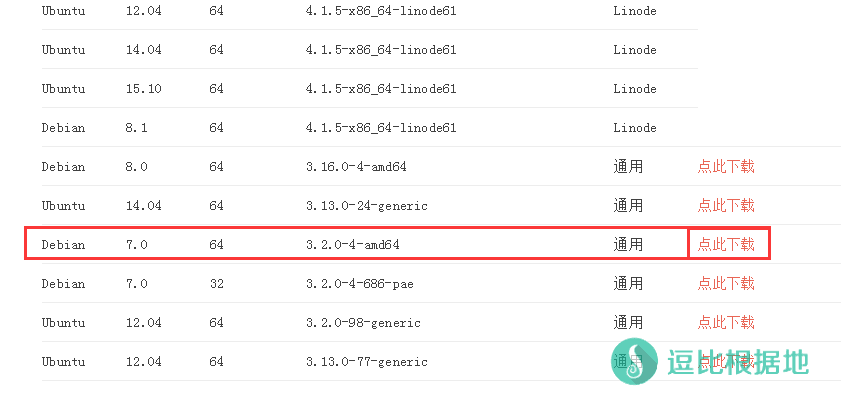 Ubuntu 12.04 64 4.1.5-x86_64-linode61 Linode
Ubuntu 14.04 64 4.1.5-x86_64-linode61 Linode
Ubuntu 15.10 64 4.1.5-x86_64-linode61 Linode
Debian 8.1 64 4.1.5-x86_64-linode61 Linode
Debian 8.0 64 3.16.0-4-amd64 通用 点此下载
Ubuntu 14.04 64 3.13.0-24-generic 通用 点此下载
Debian 7.0 64 3.2.0-4-amd64 通用 点此下载
Debian 7.0 32 3.2.0-4-686-pae 通用 点此下载
Ubuntu 12.04 64 3.2.0-98-generic 通用 点此下载
Ubuntu 12.04 64 3.13.0-77-generic 通用 点此下载
逗比根据地